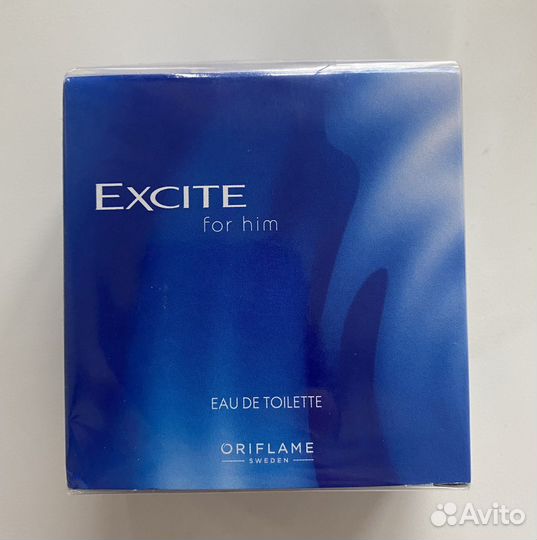 EXCITE
for him
EAU DE TOILETTE
ORIFLAME
SWEDEN
Avito